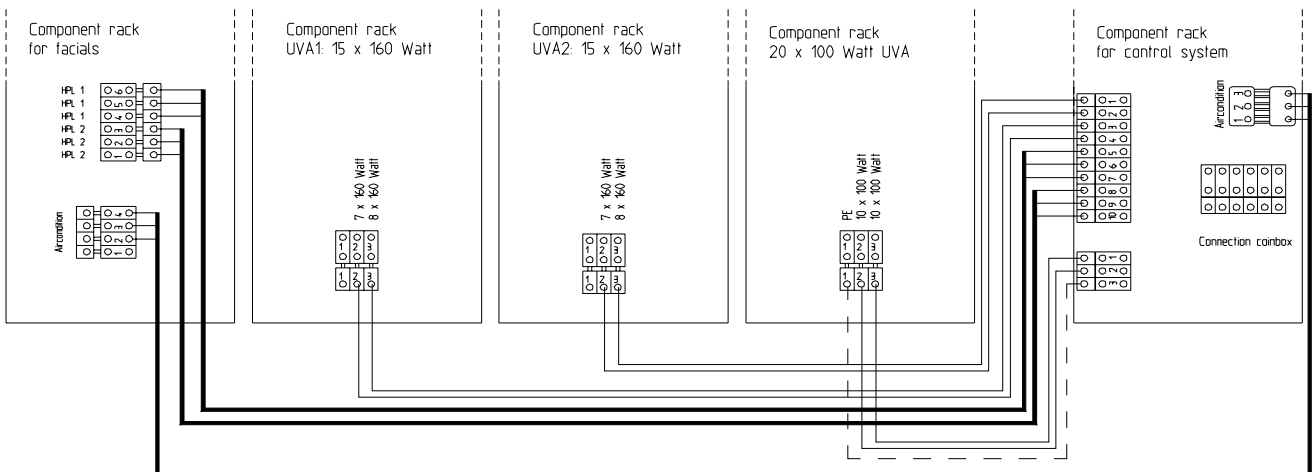 Component rack
for facials
Component rack
UVA1: 15 x 160 Watt
Component rack
UVA2: 15 x 160 Watt
Component rack
20 x 100 Watt UVA
Component rack
for control system
HPL 1
HPL 1
HPL 1
HPL 2
HPL 2
HPL 2
6
5
4
3
2
1
Aircondition
4
3
2
1
7 x 160 Watt
8 x 160 Watt
1 2 3
1 2 3
7 x 160 Watt
8 x 160 Watt
1 2 3
1 2 3
PE
10 x 100 Watt
10 x 100 Watt
1 2 3
1 2 3
1
2
3
4
5
6
7
8
9
10
1
2
3
Aircondition
3
2
1
Connection coinbox